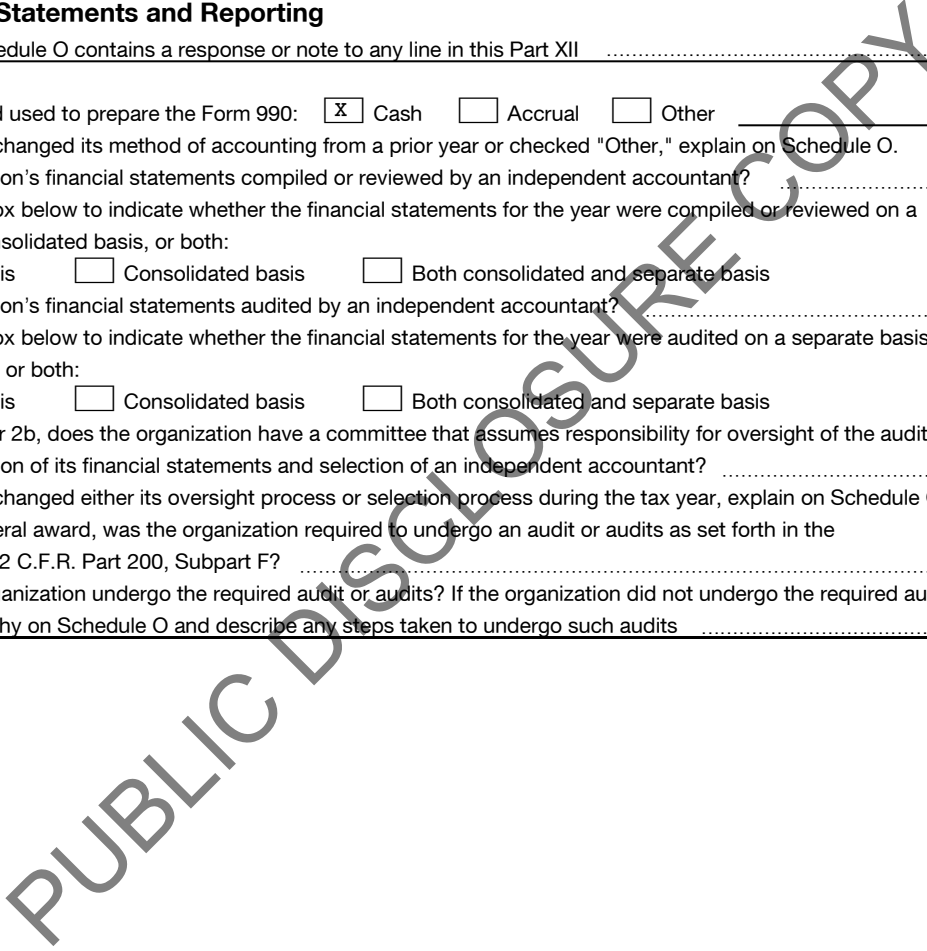 Statements and Reporting
edule O contains a response or note to any line in this Part XII
d used to prepare the Form 990: X Cash Accrual Other
changed its method of accounting from a prior year or checked "Other," explain on Schedule O.
on's financial statements compiled or reviewed by an independent accountant?
ox below to indicate whether the financial statements for the year were compiled or reviewed on a
nsolidated basis, or both:
is Consolidated basis Both consolidated and separate basis
on's financial statements audited by an independent accountant?
ox below to indicate whether the financial statements for the year were audited on a separate basis
or both:
is Consolidated basis Both consolidated and separate basis
r 2b, does the organization have a committee that assumes responsibility for oversight of the audit
on of its financial statements and selection of an independent accountant?
changed either its oversight process or selection process during the tax year, explain on Schedule
eral award, was the organization required to undergo an audit or audits as set forth in the
2 C.F.R. Part 200, Subpart F?
anization undergo the required audit or audits? If the organization did not undergo the required au
hy on Schedule O and describe any steps taken to undergo such audits
PUBLIC DISCLOSURE COPY